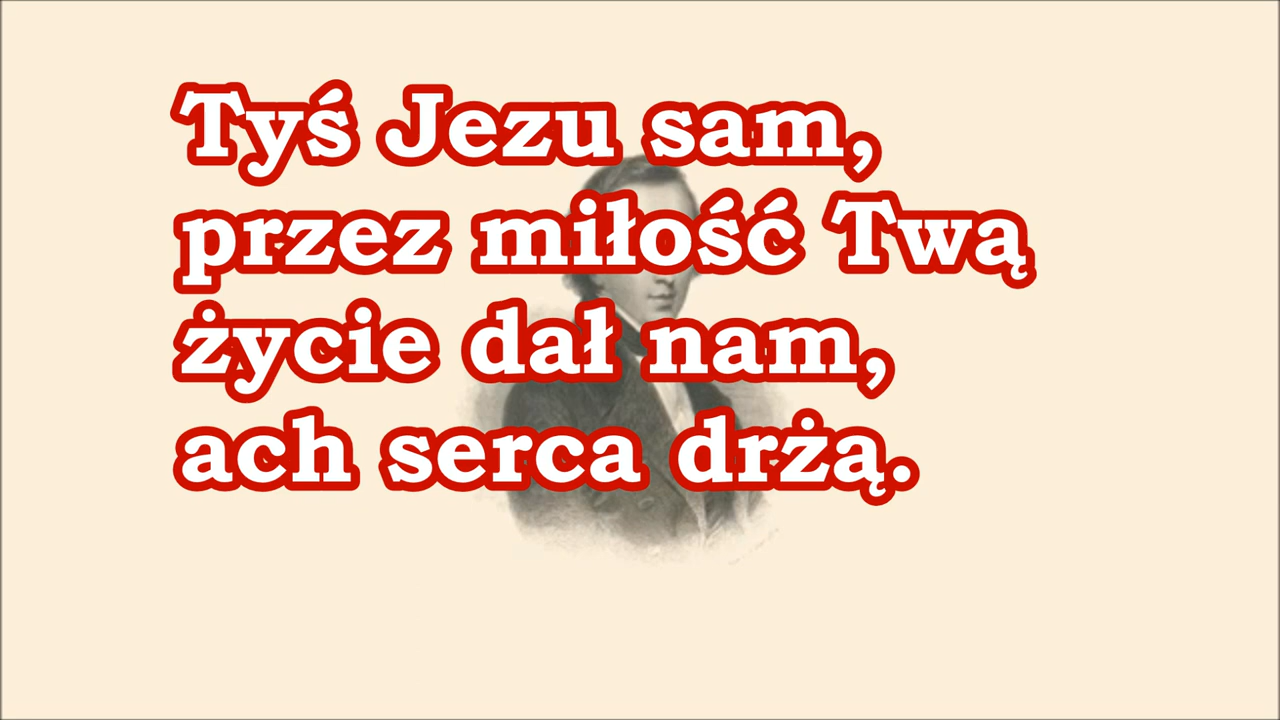 Tyś Jezu sam,
przez miłość Twą
życie dał nam,
ach serca drżą.